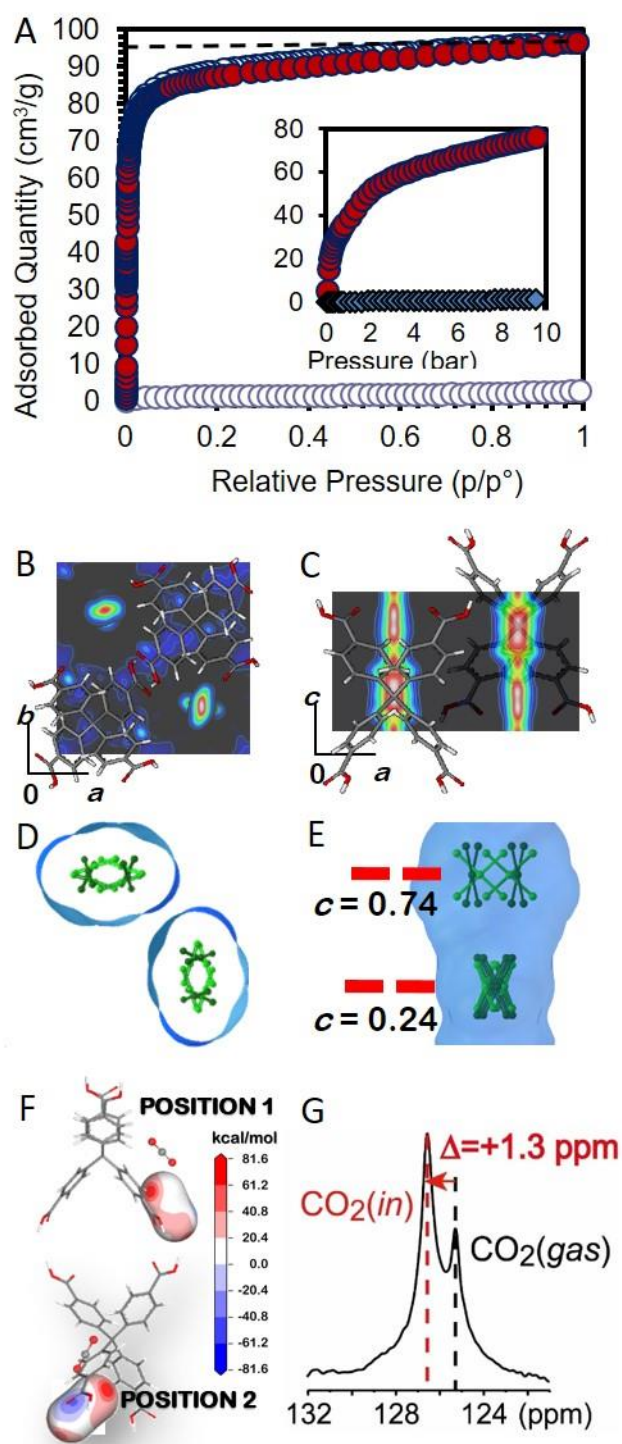 A
Adsorbed Quantity (cm³/g)
100
90
80
70
60
50
40
30
20
10
0
80
60
40
20
0
0 2 4 6 8 10
Pressure (bar)
0 0.2 0.4 0.6 0.8 1
Relative Pressure (p/p°)
B
b
0 a
C
c
0 a
D
E
c = 0.74
c = 0.24
F
POSITION 1
kcal/mol
81.6
61.2
40.8
20.4
0.0
-20.4
-40.8
-61.2
-81.6
POSITION 2
G
Δ=+1.3 ppm
CO₂(in)
CO₂(gas)
132 128 124 (ppm)